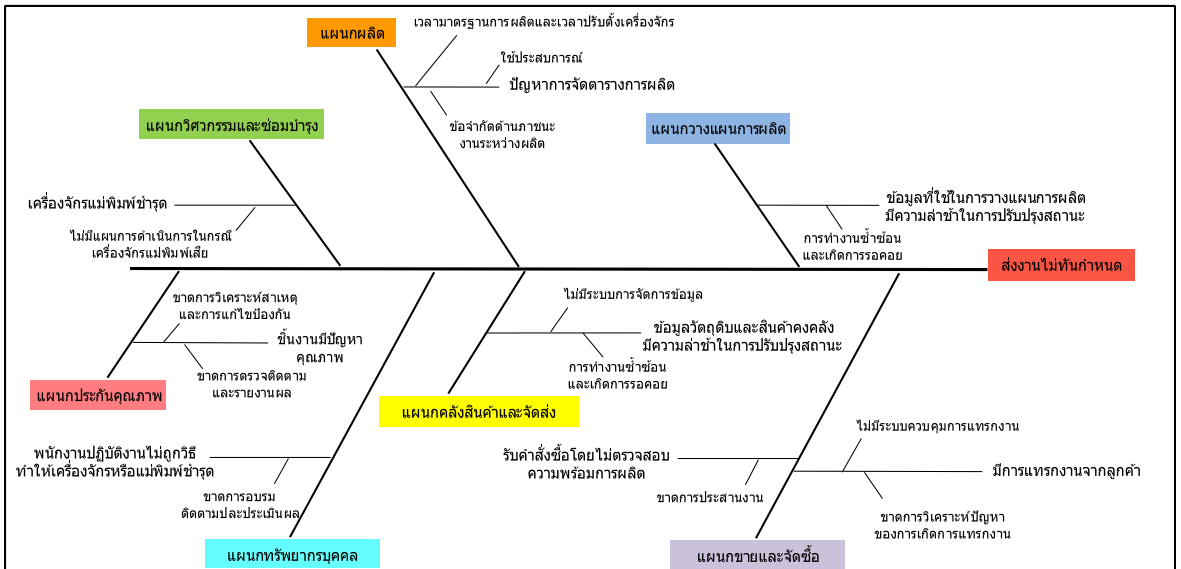 เวลามาตรฐานการผลิตและเวลาปรับตั้งเครื่องจักร
แผนกผลิต
ใช้ประสบการณ์
ปัญหาการจัดตารางการผลิต
ข้อจำกัดด้านภาชนะ
งานระหว่างผลิต
แผนกวิศวกรรมและซ่อมบำรุง
แผนกวางแผนการผลิต
เครื่องจักรแม่พิมพ์ชำรุด
ไม่มีแผนการดำเนินการในกรณี
เครื่องจักรแม่พิมพ์เสีย
ข้อมูลที่ใช้ในการวางแผนการผลิต
มีความล่าช้าในการปรับปรุงสถานะ
การทำงานซ้ำซ้อน
และเกิดการรอคอย
ส่งงานไม่ทันกำหนด
ขาดการวิเคราะห์สาเหตุ
และการแก้ไขป้องกัน
ชิ้นงานมีปัญหา
คุณภาพ
ขาดการตรวจติดตาม
และรายงานผล
แผนกประกันคุณภาพ
ไม่มีระบบการจัดการข้อมูล
ข้อมูลวัตถุดิบและสินค้าคงคลัง
มีความล่าช้าในการปรับปรุงสถานะ
การทำงานซ้ำซ้อน
และเกิดการรอคอย
แผนกคลังสินค้าและจัดส่ง
พนักงานปฏิบัติงานไม่ถูกวิธี
ทำให้เครื่องจักรหรือแม่พิมพ์ชำรุด
ขาดการอบรม
ติดตามปละประเมินผล
แผนกทรัพยากรบุคคล
รับคำสั่งซื้อโดยไม่ตรวจสอบ
ความพร้อมการผลิต
ขาดการประสานงาน
ไม่มีระบบควบคุมการแทรกงาน
มีการแทรกงานจากลูกค้า
ขาดการวิเคราะห์ปัญหา
ของการเกิดการแทรกงาน
แผนกขายและจัดซื้อ